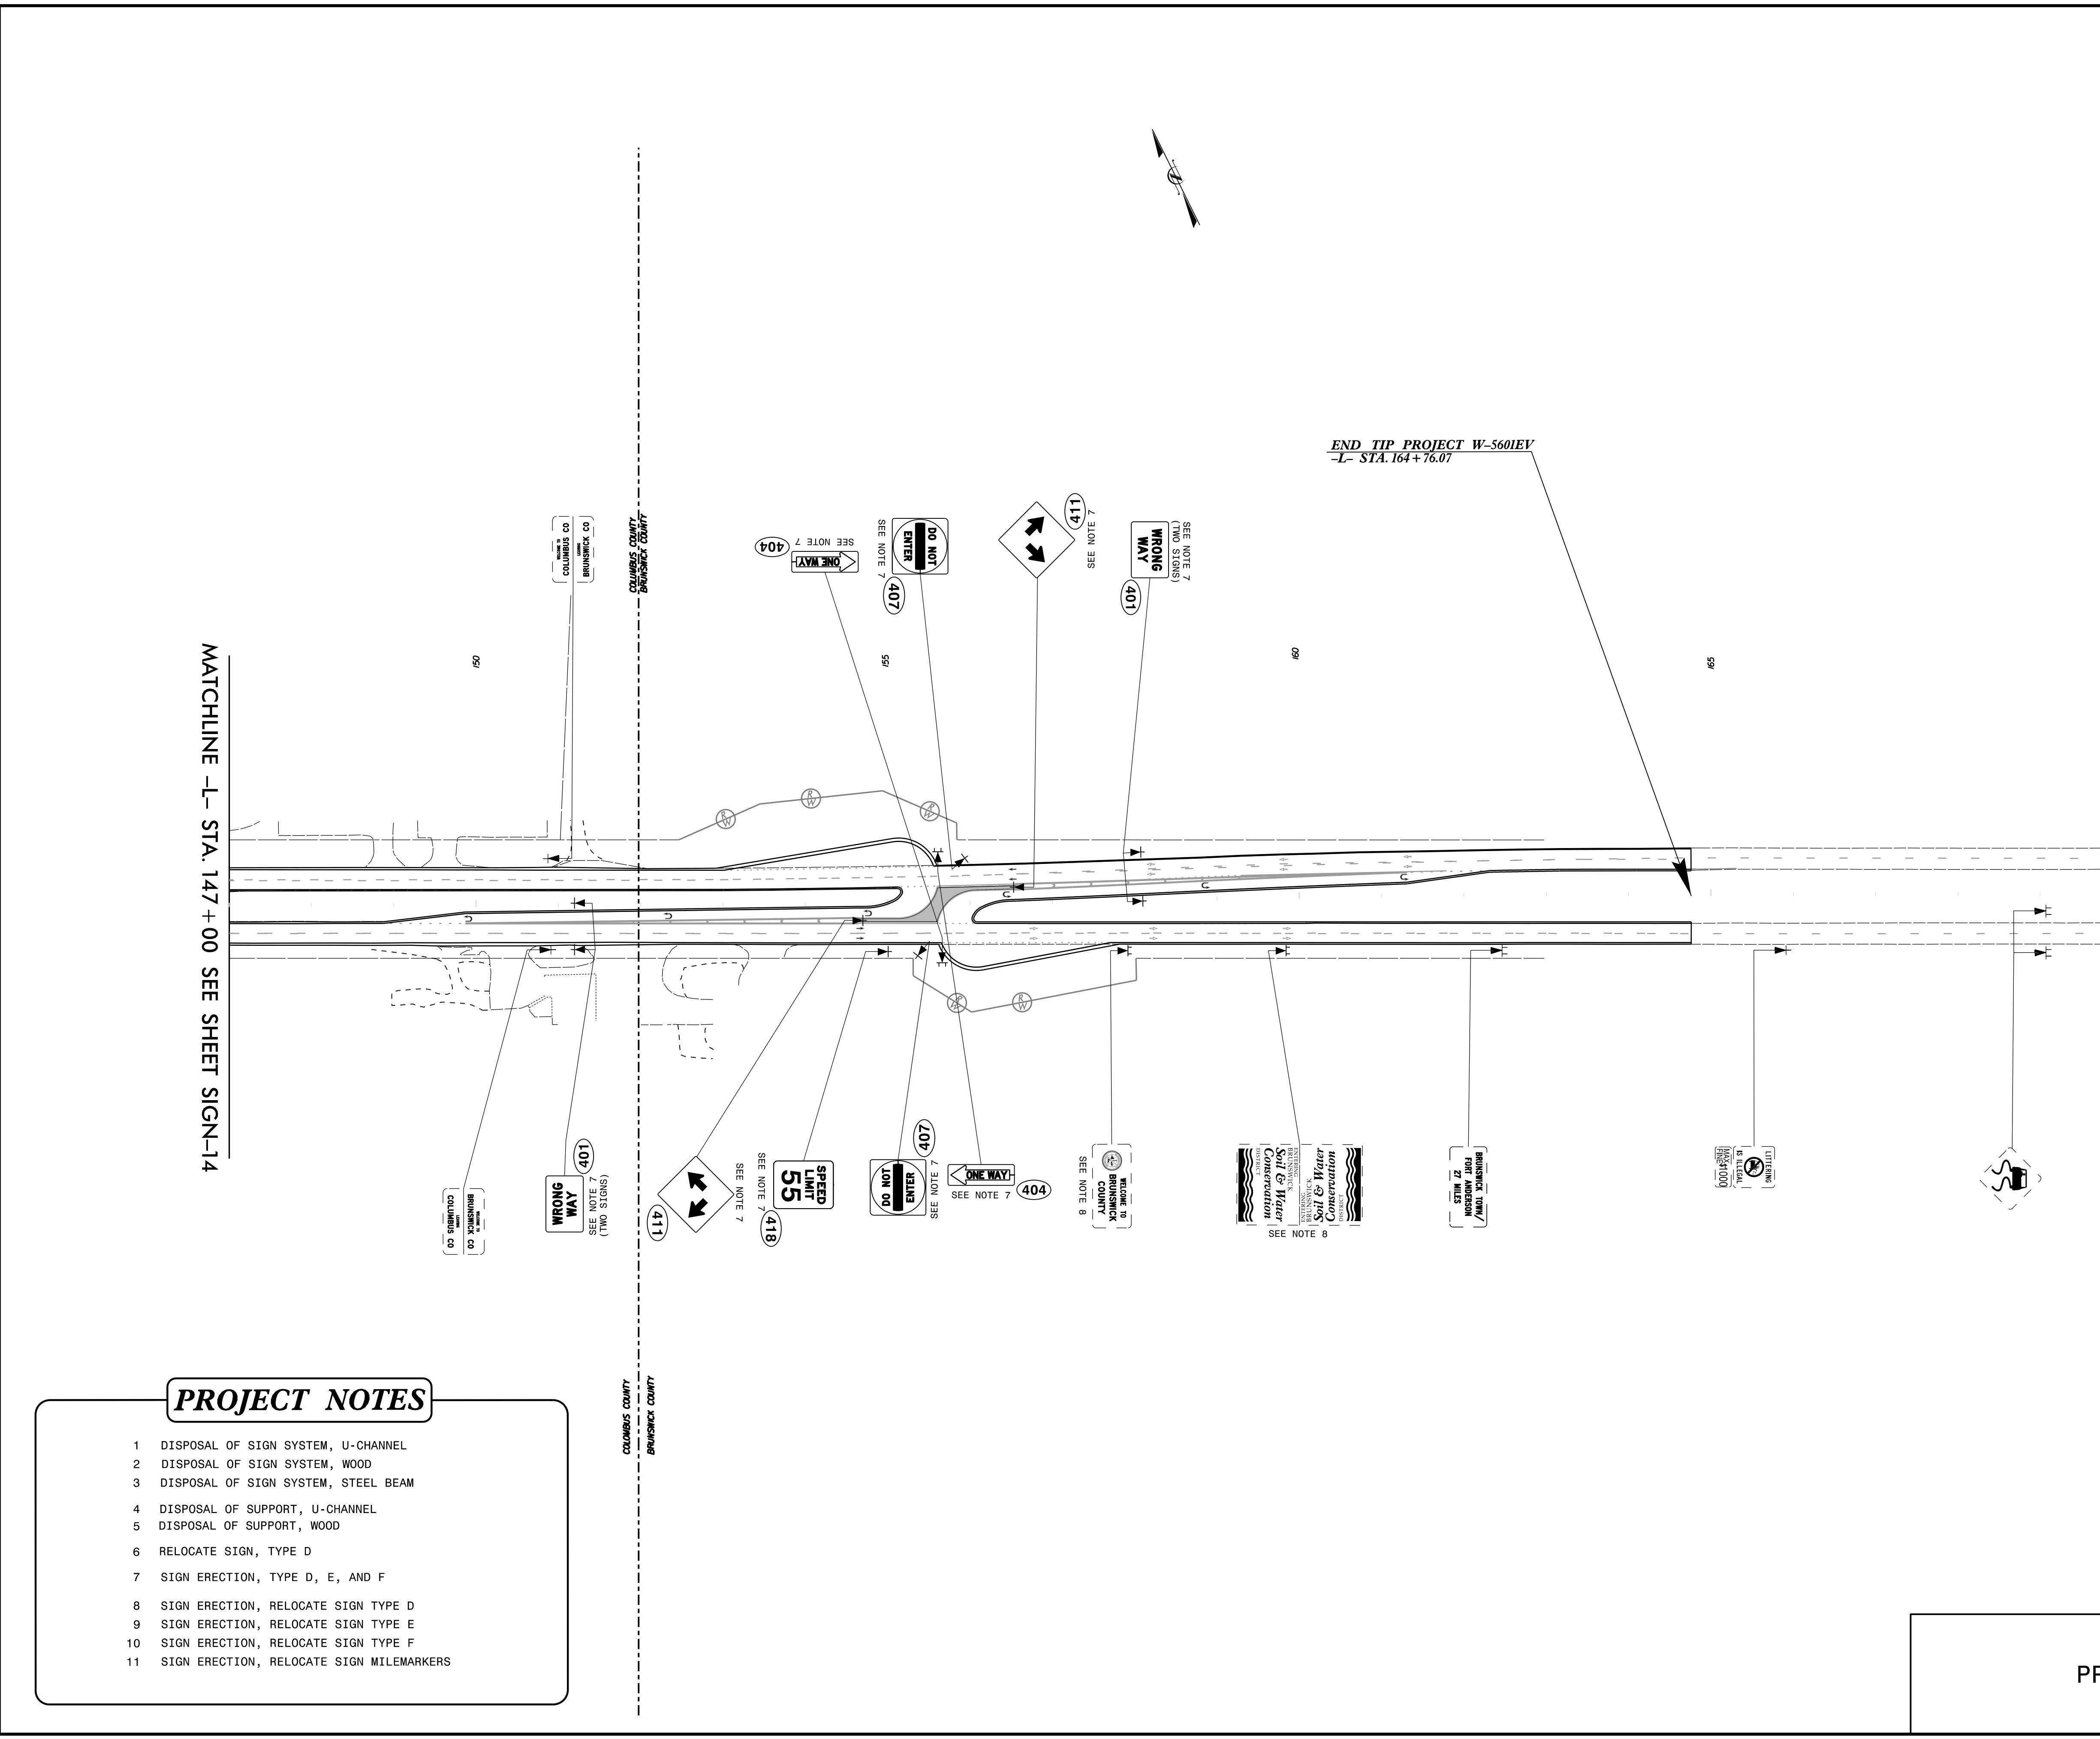 END TIP PROJECT W–5601EV
–L– STA. 164 + 76.07
COLUMBUS CO
BRUNSWICK CO
COLUMBUS COUNTY
BRUNSWICK COUNTY
404
SEE NOTE 7
ONE WAY
SEE NOTE 7
DO NOT
ENTER
407
411
SEE NOTE 7
WRONG
WAY
SEE NOTE 7
(TWO SIGNS)
401
150
155
160
165
MATCHLINE –L– STA. 147 + 00 SEE SHEET SIGN–14
R/W
R/W
R/W
R/W
R/W
COLUMBUS CO
BRUNSWICK CO
WELCOME TO
LEAVING
401
WRONG
WAY
SEE NOTE 7
(TWO SIGNS)
411
SEE NOTE 7
SEE NOTE 7
418
SPEED
LIMIT
55
407
DO NOT
ENTER
SEE NOTE 7
ONE WAY
SEE NOTE 7
404
WELCOME TO
BRUNSWICK
COUNTY
SEE NOTE 8
ENTERING
BRUNSWICK
Soil & Water
Conservation
DISTRICT
ENTERING
BRUNSWICK
Soil & Water
Conservation
DISTRICT
SEE NOTE 8
BRUNSWICK TOWN/
FORT ANDERSON
27 MILES
LITTERING
IS ILLEGAL
MAX
FINE $1000
COLUMBUS COUNTY
BRUNSWICK COUNTY
PROJECT NOTES
1 DISPOSAL OF SIGN SYSTEM, U-CHANNEL
2 DISPOSAL OF SIGN SYSTEM, WOOD
3 DISPOSAL OF SIGN SYSTEM, STEEL BEAM
4 DISPOSAL OF SUPPORT, U-CHANNEL
5 DISPOSAL OF SUPPORT, WOOD
6 RELOCATE SIGN, TYPE D
7 SIGN ERECTION, TYPE D, E, AND F
8 SIGN ERECTION, RELOCATE SIGN TYPE D
9 SIGN ERECTION, RELOCATE SIGN TYPE E
10 SIGN ERECTION, RELOCATE SIGN TYPE F
11 SIGN ERECTION, RELOCATE SIGN MILEMARKERS